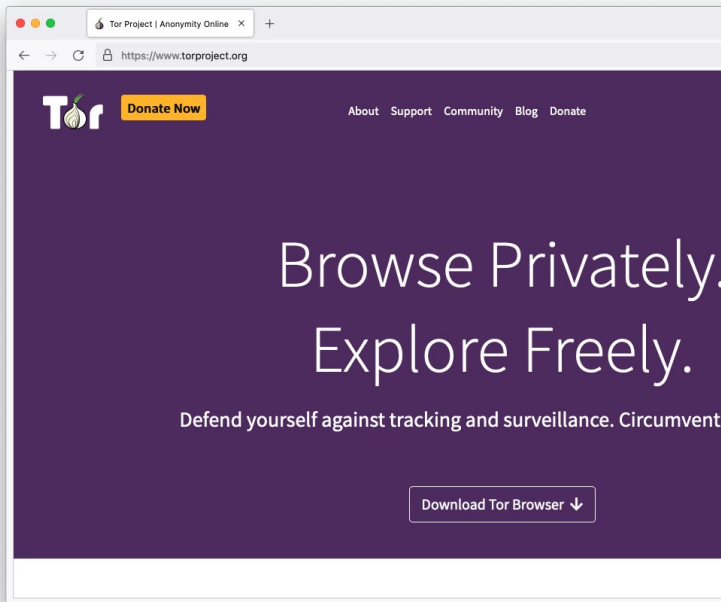 Tor Project | Anonymity Online
https://www.torproject.org
Tor
Donate Now
About Support Community Blog Donate
Browse Privately.
Explore Freely.
Defend yourself against tracking and surveillance. Circumvent
Download Tor Browser